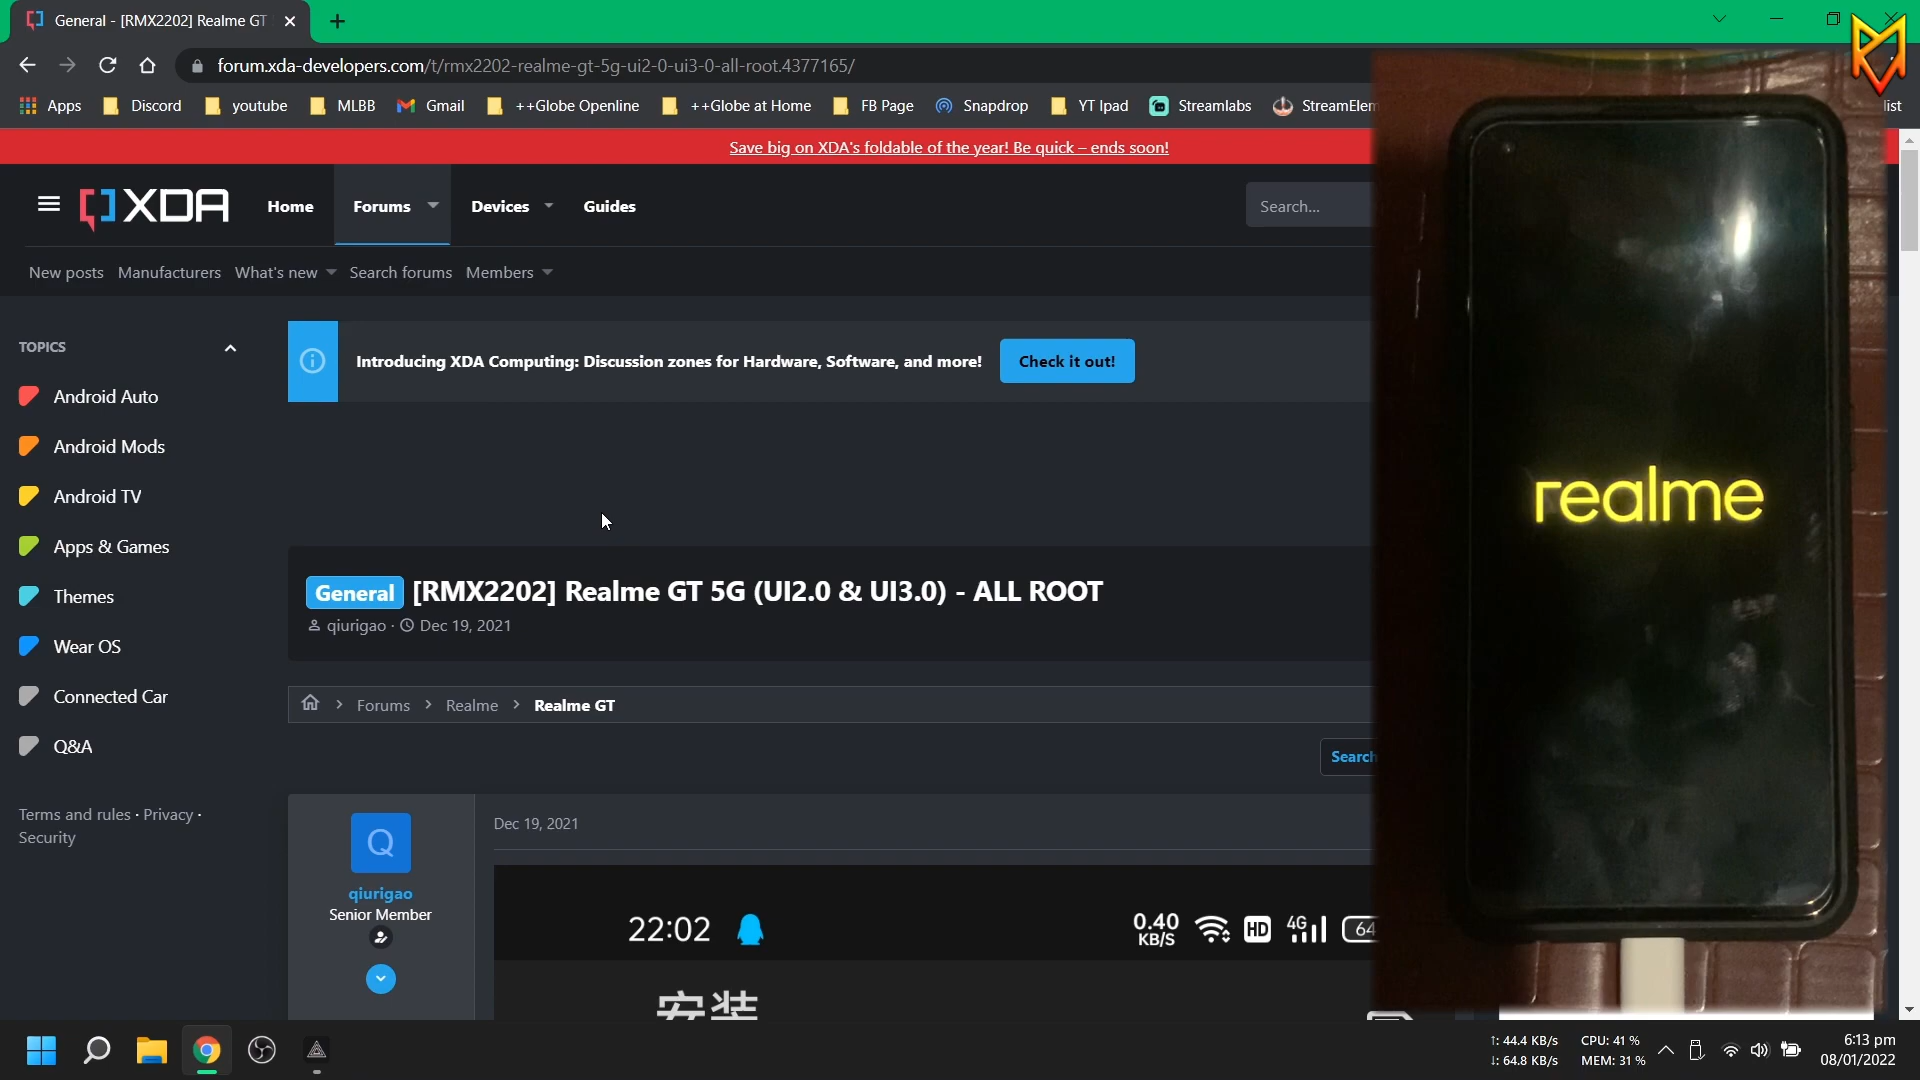 General - [RMX2202] Realme GT
forum.xda-developers.com/t/rmx2202-realme-gt-5g-ui2-0-ui3-0-all-root.4377165/
Apps Discord youtube MLBB Gmail ++Globe Openline ++Globe at Home FB Page Snapdrop YT Ipad Streamlabs StreamElem list
Save big on XDA's foldable of the year! Be quick – ends soon!
XDA Home Forums Devices Guides Search...
New posts Manufacturers What's new Search forums Members
TOPICS
Introducing XDA Computing: Discussion zones for Hardware, Software, and more! Check it out!
Android Auto
Android Mods
Android TV
Apps & Games
Themes
Wear OS
Connected Car
Q&A
Terms and rules · Privacy ·
Security
General [RMX2202] Realme GT 5G (UI2.0 & UI3.0) - ALL ROOT
qiurigao · Dec 19, 2021
Forums > Realme > Realme GT
Search
Q
qiurigao
Senior Member
Dec 19, 2021
22:02 0.40 KB/S HD 4G 64
安装
realme
↑: 44.4 KB/s CPU: 41 %
↓: 64.8 KB/s MEM: 31 %
6:13 pm
08/01/2022